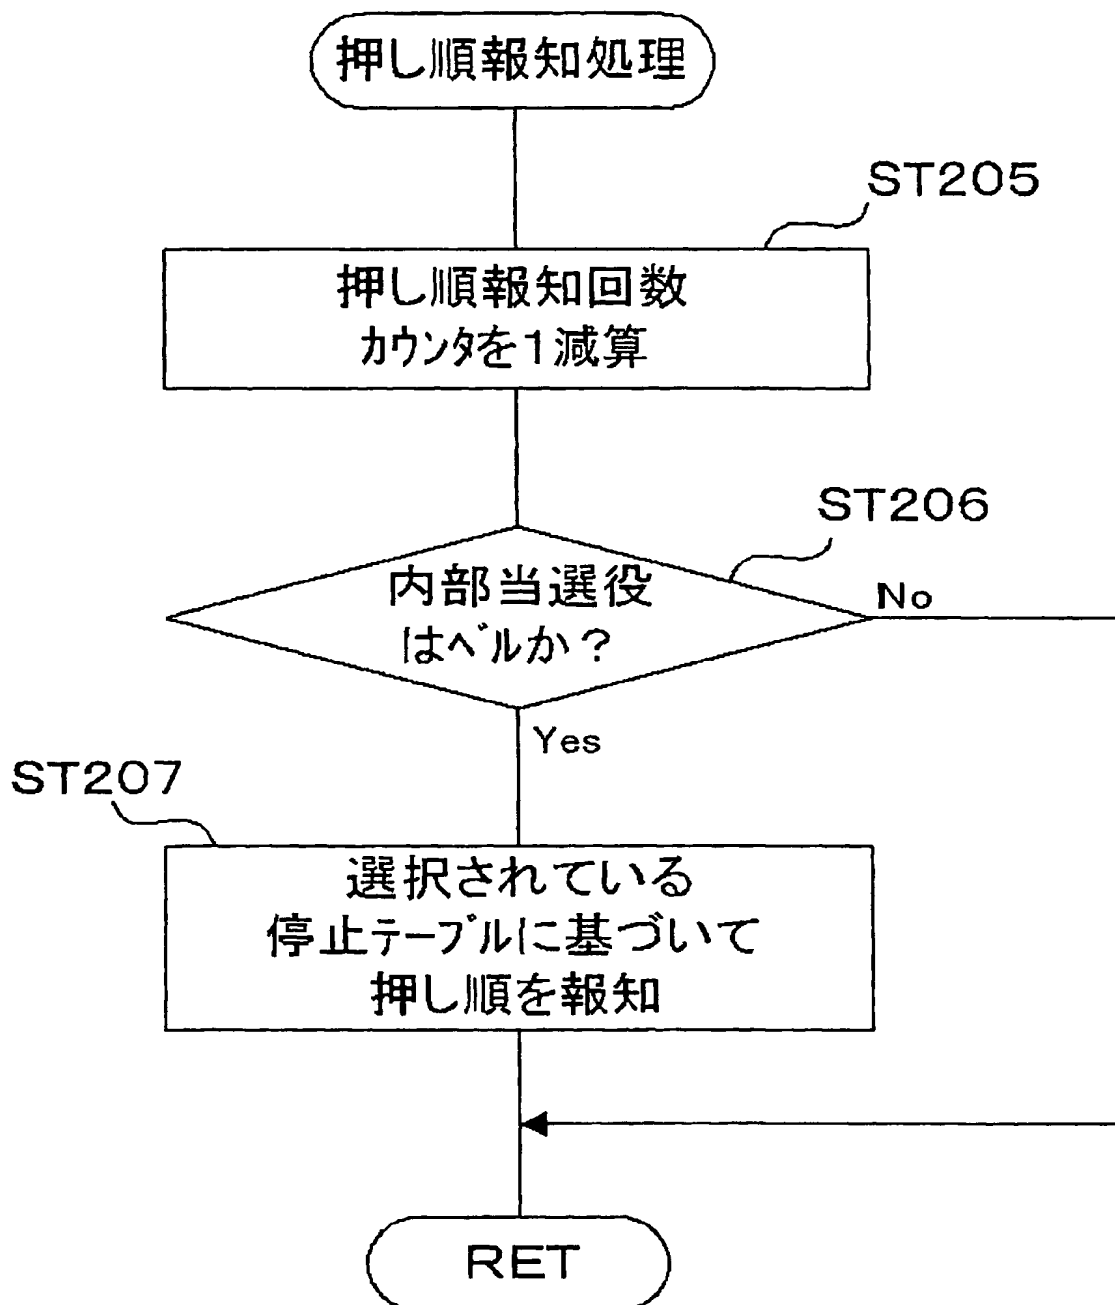 押し順報知処理
ST205
押し順報知回数
ｶｳﾝﾀを1減算
ST206
内部当選役
はﾍﾞﾙか？
No
Yes
ST207
選択されている
停止ﾃｰﾌﾞﾙに基づいて
押し順を報知
RET